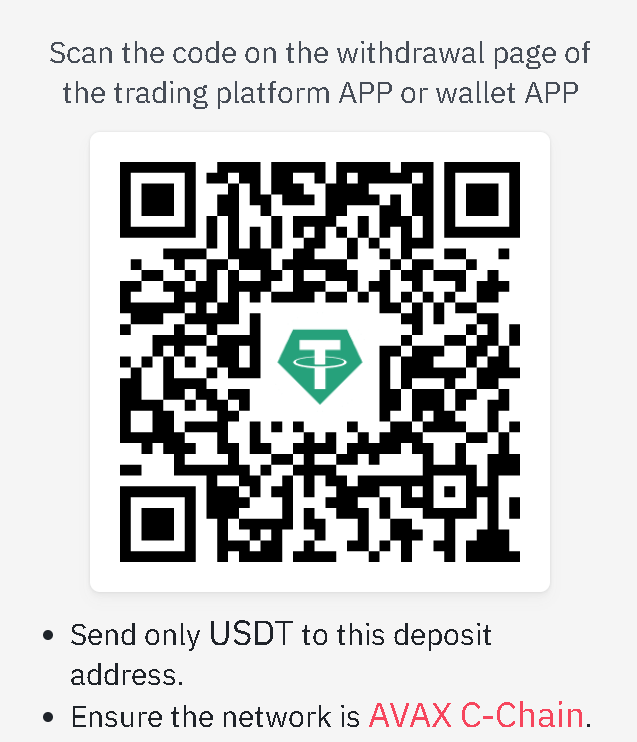 Scan the code on the withdrawal page of
the trading platform APP or wallet APP
T
• Send only USDT to this deposit
address.
• Ensure the network is AVAX C-Chain.